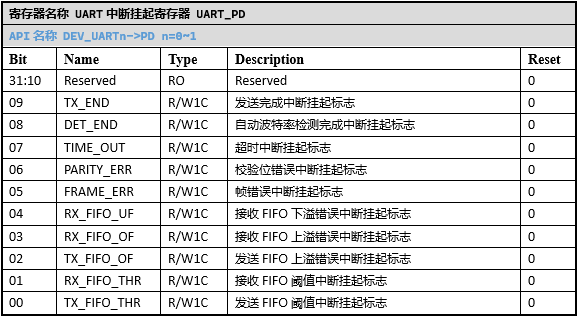 寄存器名称 UART 中断挂起寄存器 UART_PD
API 名称 DEV_UARTn->PD n=0~1
Bit Name Type Description Reset
31:10 Reserved RO Reserved 0
09 TX_END R/W1C 发送完成中断挂起标志 0
08 DET_END R/W1C 自动波特率检测完成中断挂起标志 0
07 TIME_OUT R/W1C 超时中断挂起标志 0
06 PARITY_ERR R/W1C 校验位错误中断挂起标志 0
05 FRAME_ERR R/W1C 帧错误中断挂起标志 0
04 RX_FIFO_UF R/W1C 接收 FIFO 下溢错误中断挂起标志 0
03 RX_FIFO_OF R/W1C 接收 FIFO 上溢错误中断挂起标志 0
02 TX_FIFO_OF R/W1C 发送 FIFO 上溢错误中断挂起标志 0
01 RX_FIFO_THR R/W1C 接收 FIFO 阈值中断挂起标志 0
00 TX_FIFO_THR R/W1C 发送 FIFO 阈值中断挂起标志 0